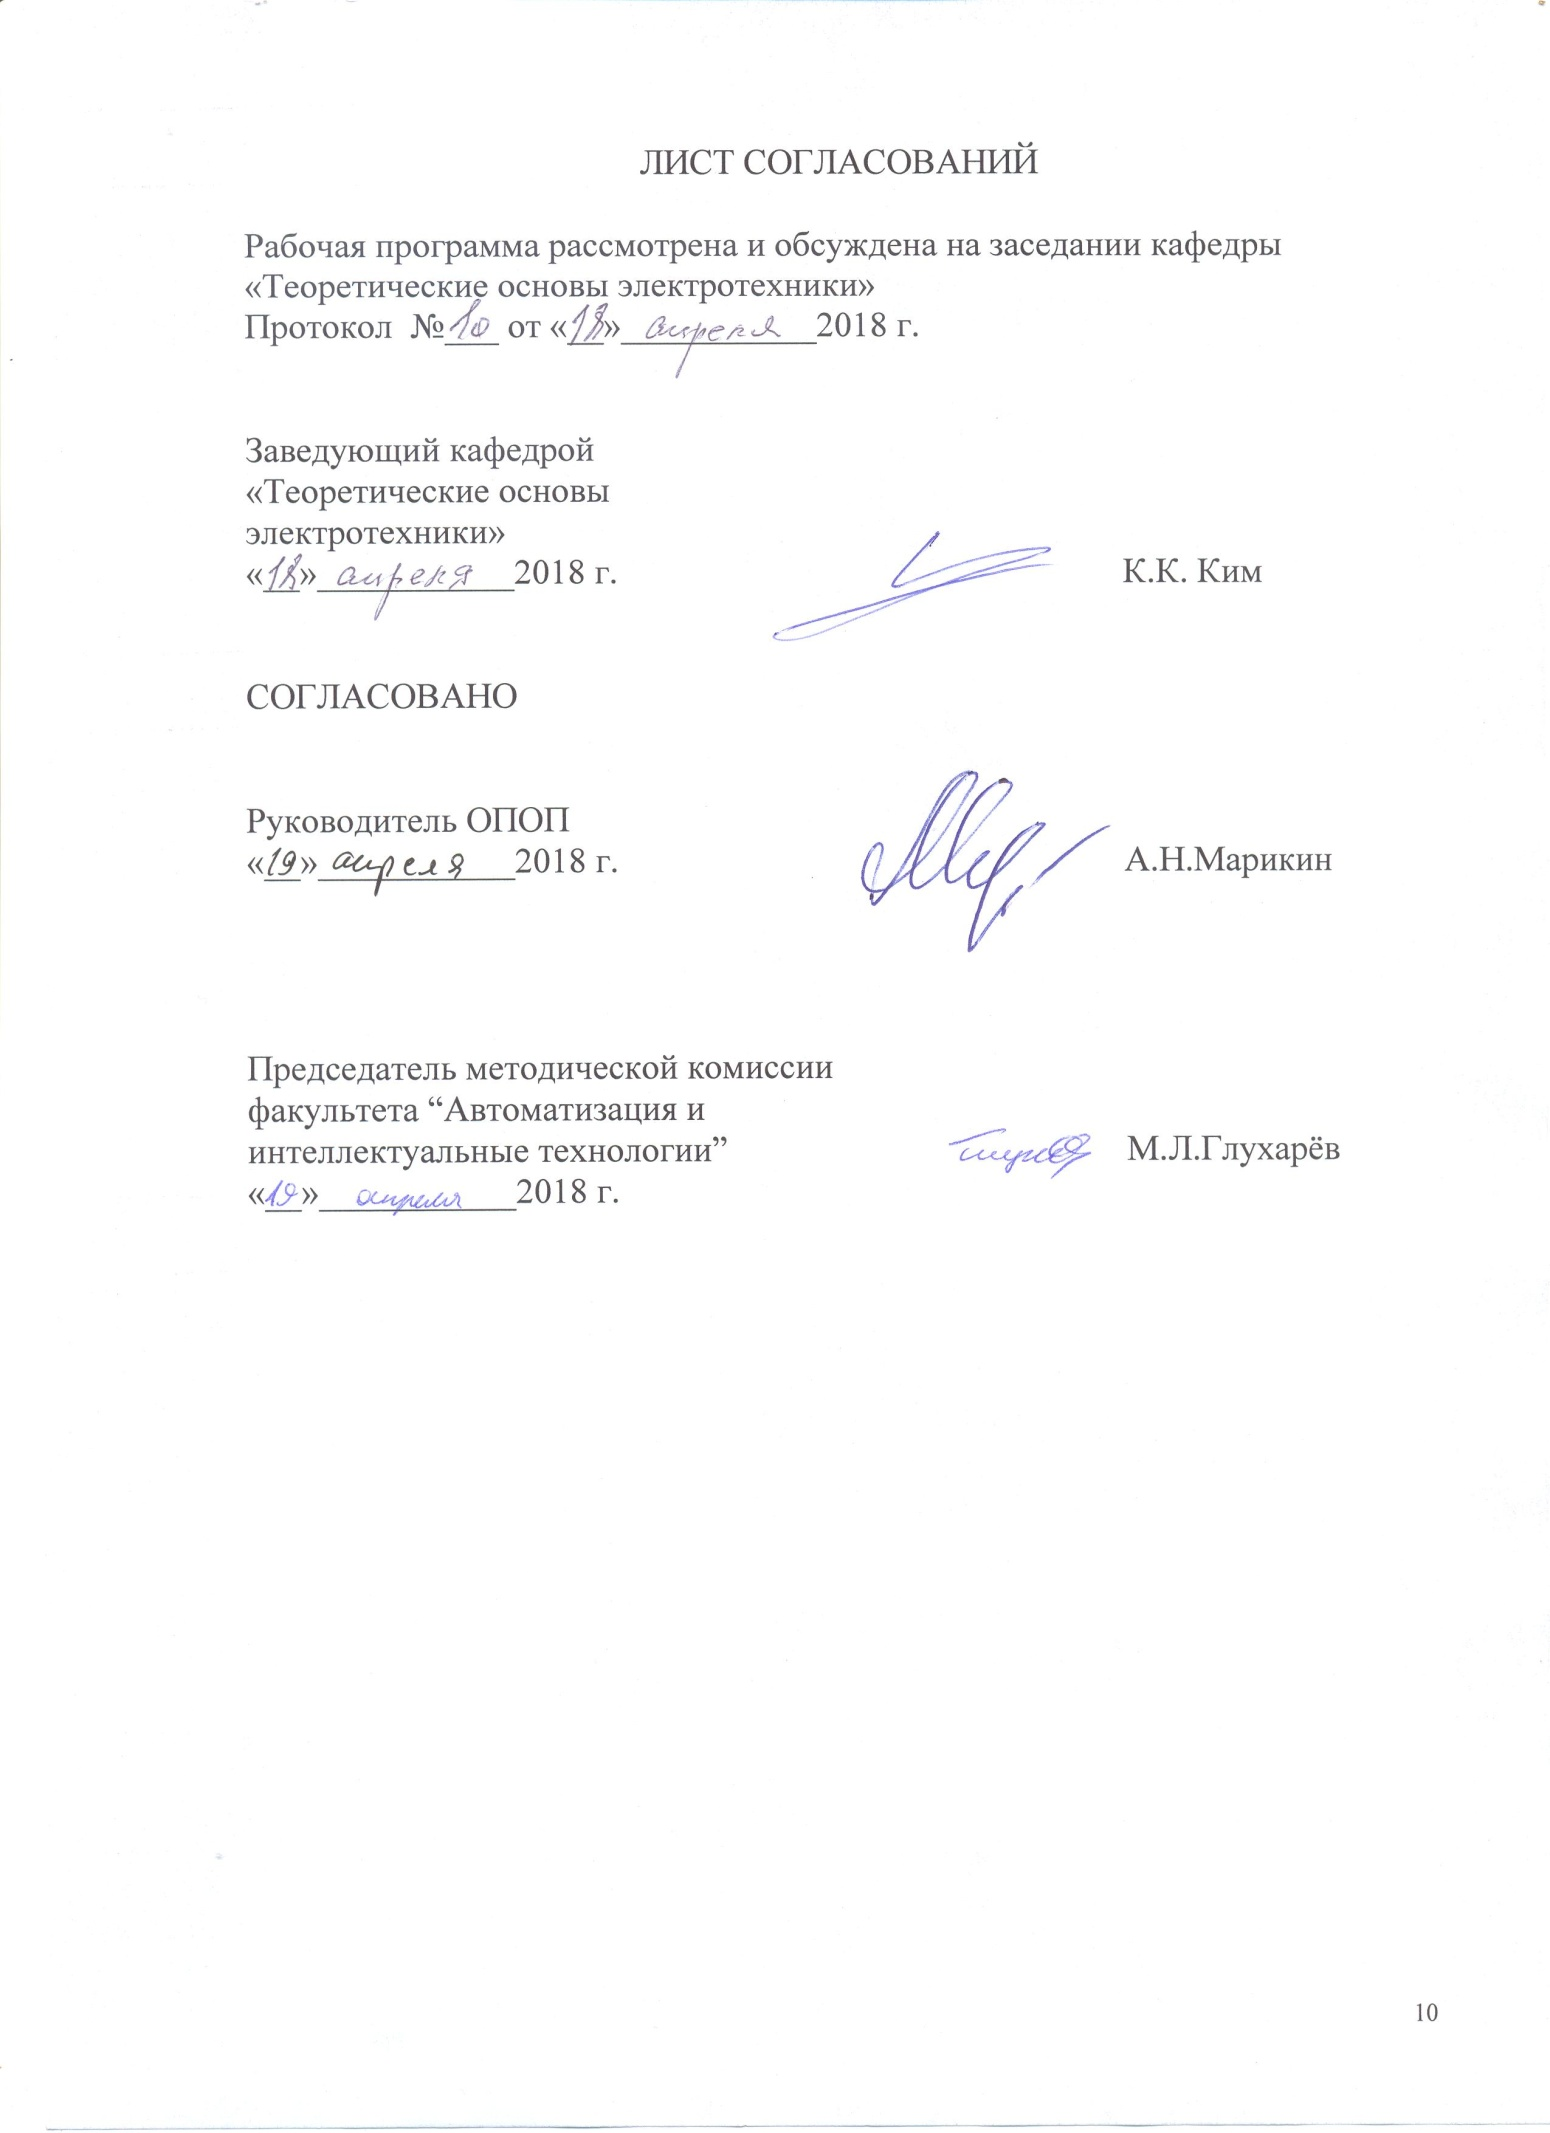 ЛИСТ СОГЛАСОВАНИЙ
Рабочая программа рассмотрена и обсуждена на заседании кафедры
«Теоретические основы электротехники»
Протокол №10 от «18» апреля 2018 г.
Заведующий кафедрой
«Теоретические основы
электротехники»
«18» апреля 2018 г. К.К. Ким
СОГЛАСОВАНО
Руководитель ОПОП
«19» апреля 2018 г. А.Н.Марикин
Председатель методической комиссии
факультета “Автоматизация и
интеллектуальные технологии” М.Л.Глухарёв
«19» апреля 2018 г.
10